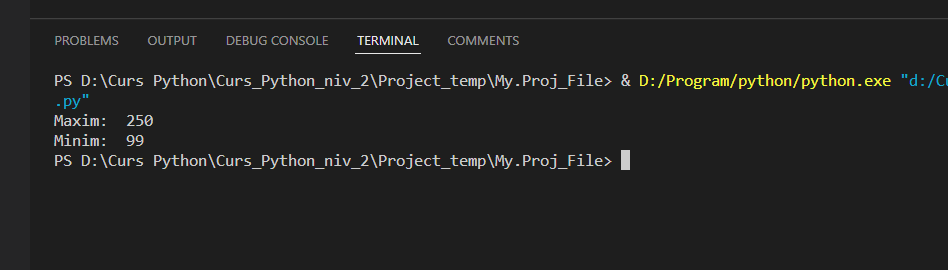 PROBLEMS OUTPUT DEBUG CONSOLE TERMINAL COMMENTS
PS D:\Curs Python\Curs_Python_niv_2\Project_temp\My.Proj_File> & D:/Program/python/python.exe "d:/Cu
.py"
Maxim:  250
Minim:  99
PS D:\Curs Python\Curs_Python_niv_2\Project_temp\My.Proj_File>